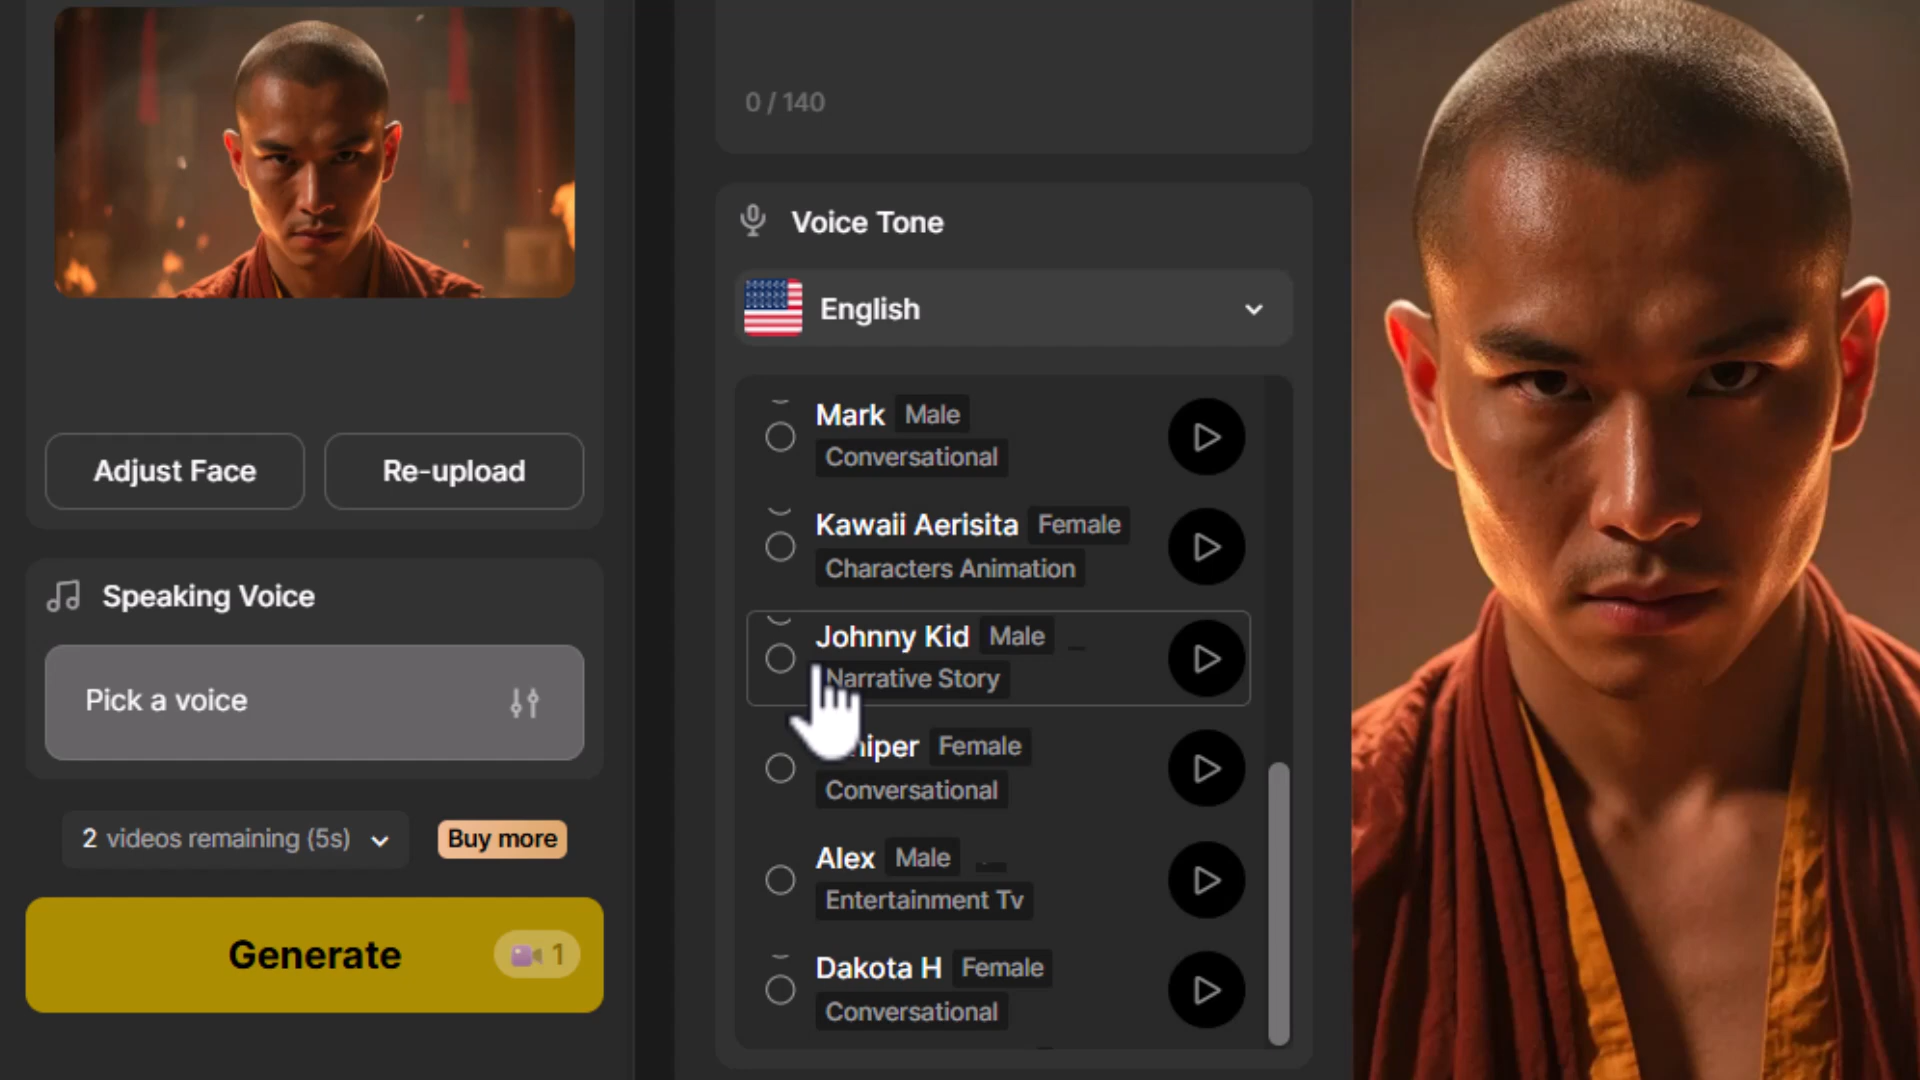 Adjust Face
Re-upload
Speaking Voice
Pick a voice
2 videos remaining (5s)
Buy more
Generate
1
0 / 140
Voice Tone
English
Mark Male
Conversational
Kawaii Aerisita Female
Characters Animation
Johnny Kid Male
Narrative Story
Female
Conversational
Alex Male
Entertainment Tv
Dakota H Female
Conversational